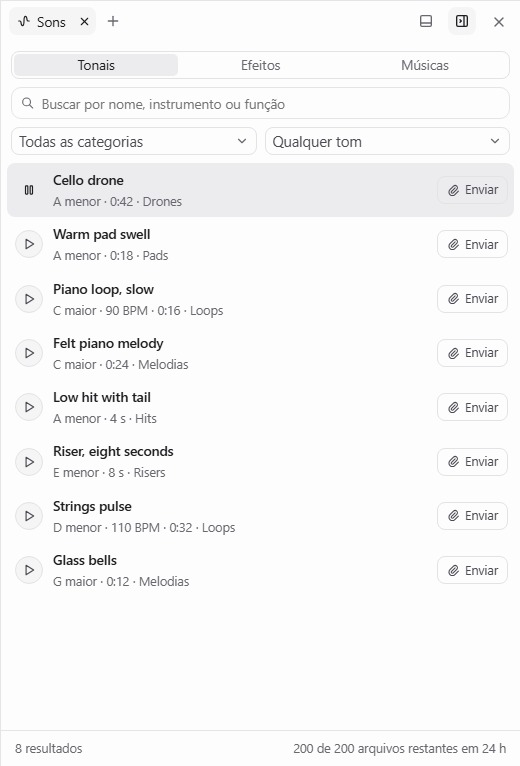 Sons
Tonais
Efeitos
Músicas
Buscar por nome, instrumento ou função
Todas as categorias
Qualquer tom
Cello drone
A menor · 0:42 · Drones
Enviar
Warm pad swell
A menor · 0:18 · Pads
Enviar
Piano loop, slow
C maior · 90 BPM · 0:16 · Loops
Enviar
Felt piano melody
C maior · 0:24 · Melodias
Enviar
Low hit with tail
A menor · 4 s · Hits
Enviar
Riser, eight seconds
E menor · 8 s · Risers
Enviar
Strings pulse
D menor · 110 BPM · 0:32 · Loops
Enviar
Glass bells
G maior · 0:12 · Melodias
Enviar
8 resultados
200 de 200 arquivos restantes em 24 h